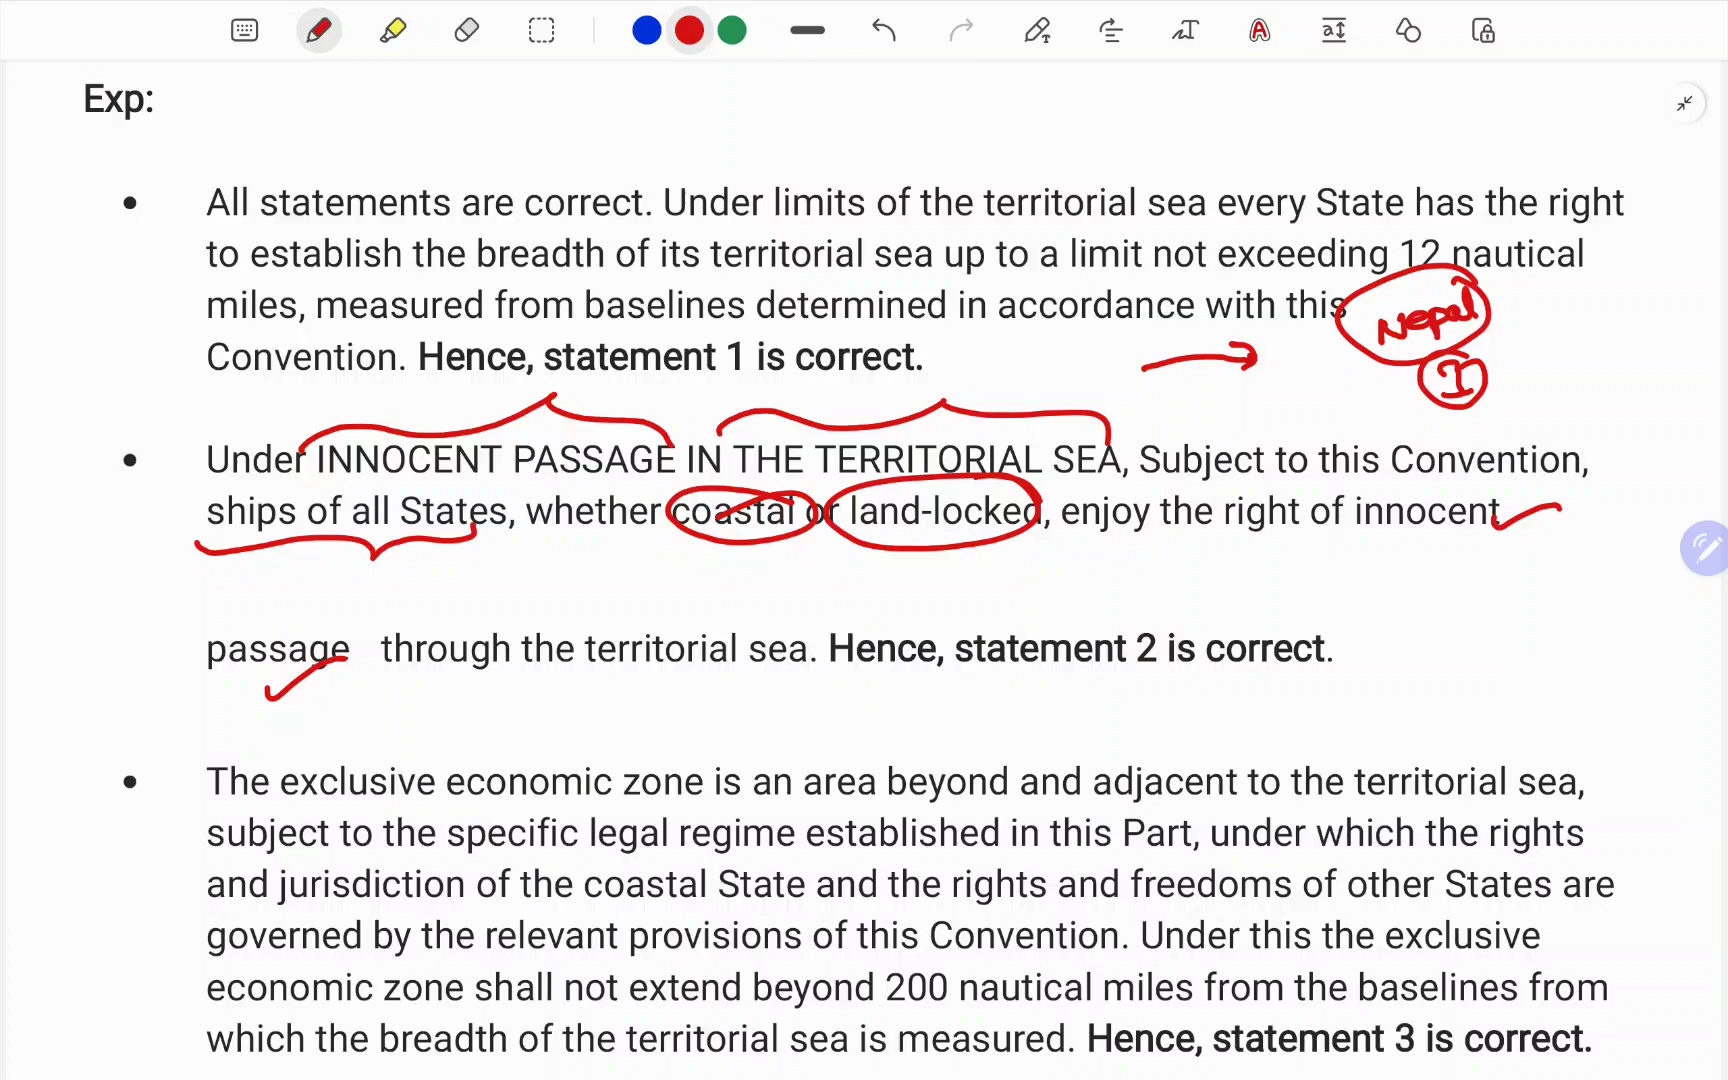 Exp:
All statements are correct. Under limits of the territorial sea every State has the right
to establish the breadth of its territorial sea up to a limit not exceeding 12 nautical
miles, measured from baselines determined in accordance with this
Nepal
Convention. Hence, statement 1 is correct.
I
Under INNOCENT PASSAGE IN THE TERRITORIAL SEA, Subject to this Convention,
ships of all States, whether coastal or land-locked, enjoy the right of innocent
passage through the territorial sea. Hence, statement 2 is correct.
The exclusive economic zone is an area beyond and adjacent to the territorial sea,
subject to the specific legal regime established in this Part, under which the rights
and jurisdiction of the coastal State and the rights and freedoms of other States are
governed by the relevant provisions of this Convention. Under this the exclusive
economic zone shall not extend beyond 200 nautical miles from the baselines from
which the breadth of the territorial sea is measured. Hence, statement 3 is correct.